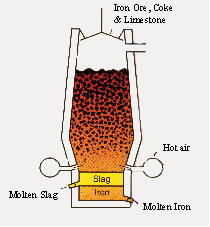 Iron Ore, Coke
& Limestone
Hot air
Slag
Iron
Molten Slag
Molten Iron